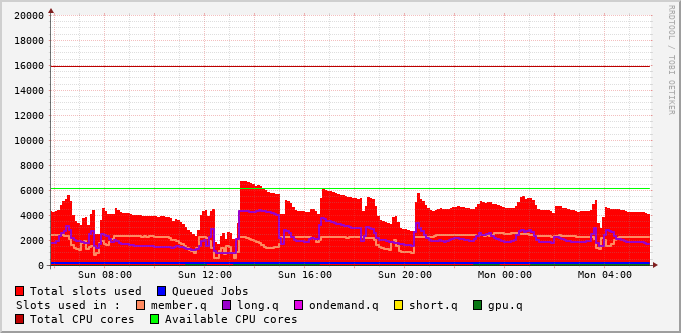 20000
18000
16000
14000
12000
10000
8000
6000
4000
2000
0
Sun 08:00 Sun 12:00 Sun 16:00 Sun 20:00 Mon 00:00 Mon 04:00
Total slots used Queued Jobs
Slots used in : member.q long.q ondemand.q short.q gpu.q
Total CPU cores Available CPU cores
RRDTOOL / TOBI OETIKER